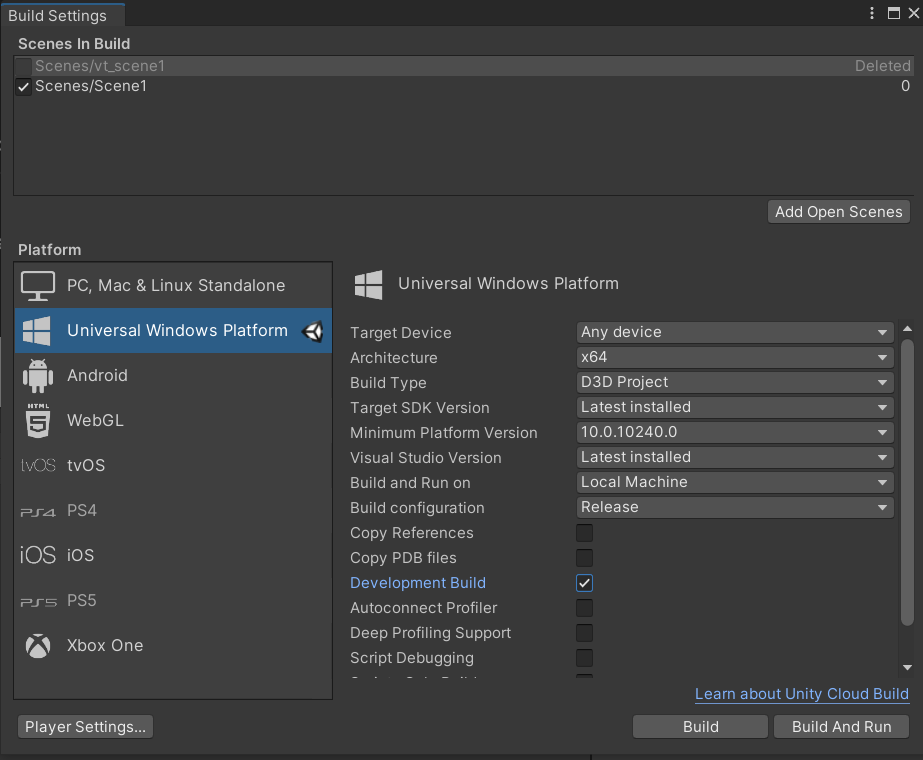 Build Settings
Scenes In Build
Scenes/vt_scene1 Deleted
Scenes/Scene1 0
Add Open Scenes
Platform
PC, Mac & Linux Standalone
Universal Windows Platform
Android
HTML 5 WebGL
tvOS tvOS
PS4 PS4
iOS iOS
PS5 PS5
Xbox One
Universal Windows Platform
Target Device Any device
Architecture x64
Build Type D3D Project
Target SDK Version Latest installed
Minimum Platform Version 10.0.10240.0
Visual Studio Version Latest installed
Build and Run on Local Machine
Build configuration Release
Copy References
Copy PDB files
Development Build
Autoconnect Profiler
Deep Profiling Support
Script Debugging
Learn about Unity Cloud Build
Player Settings...
Build
Build And Run